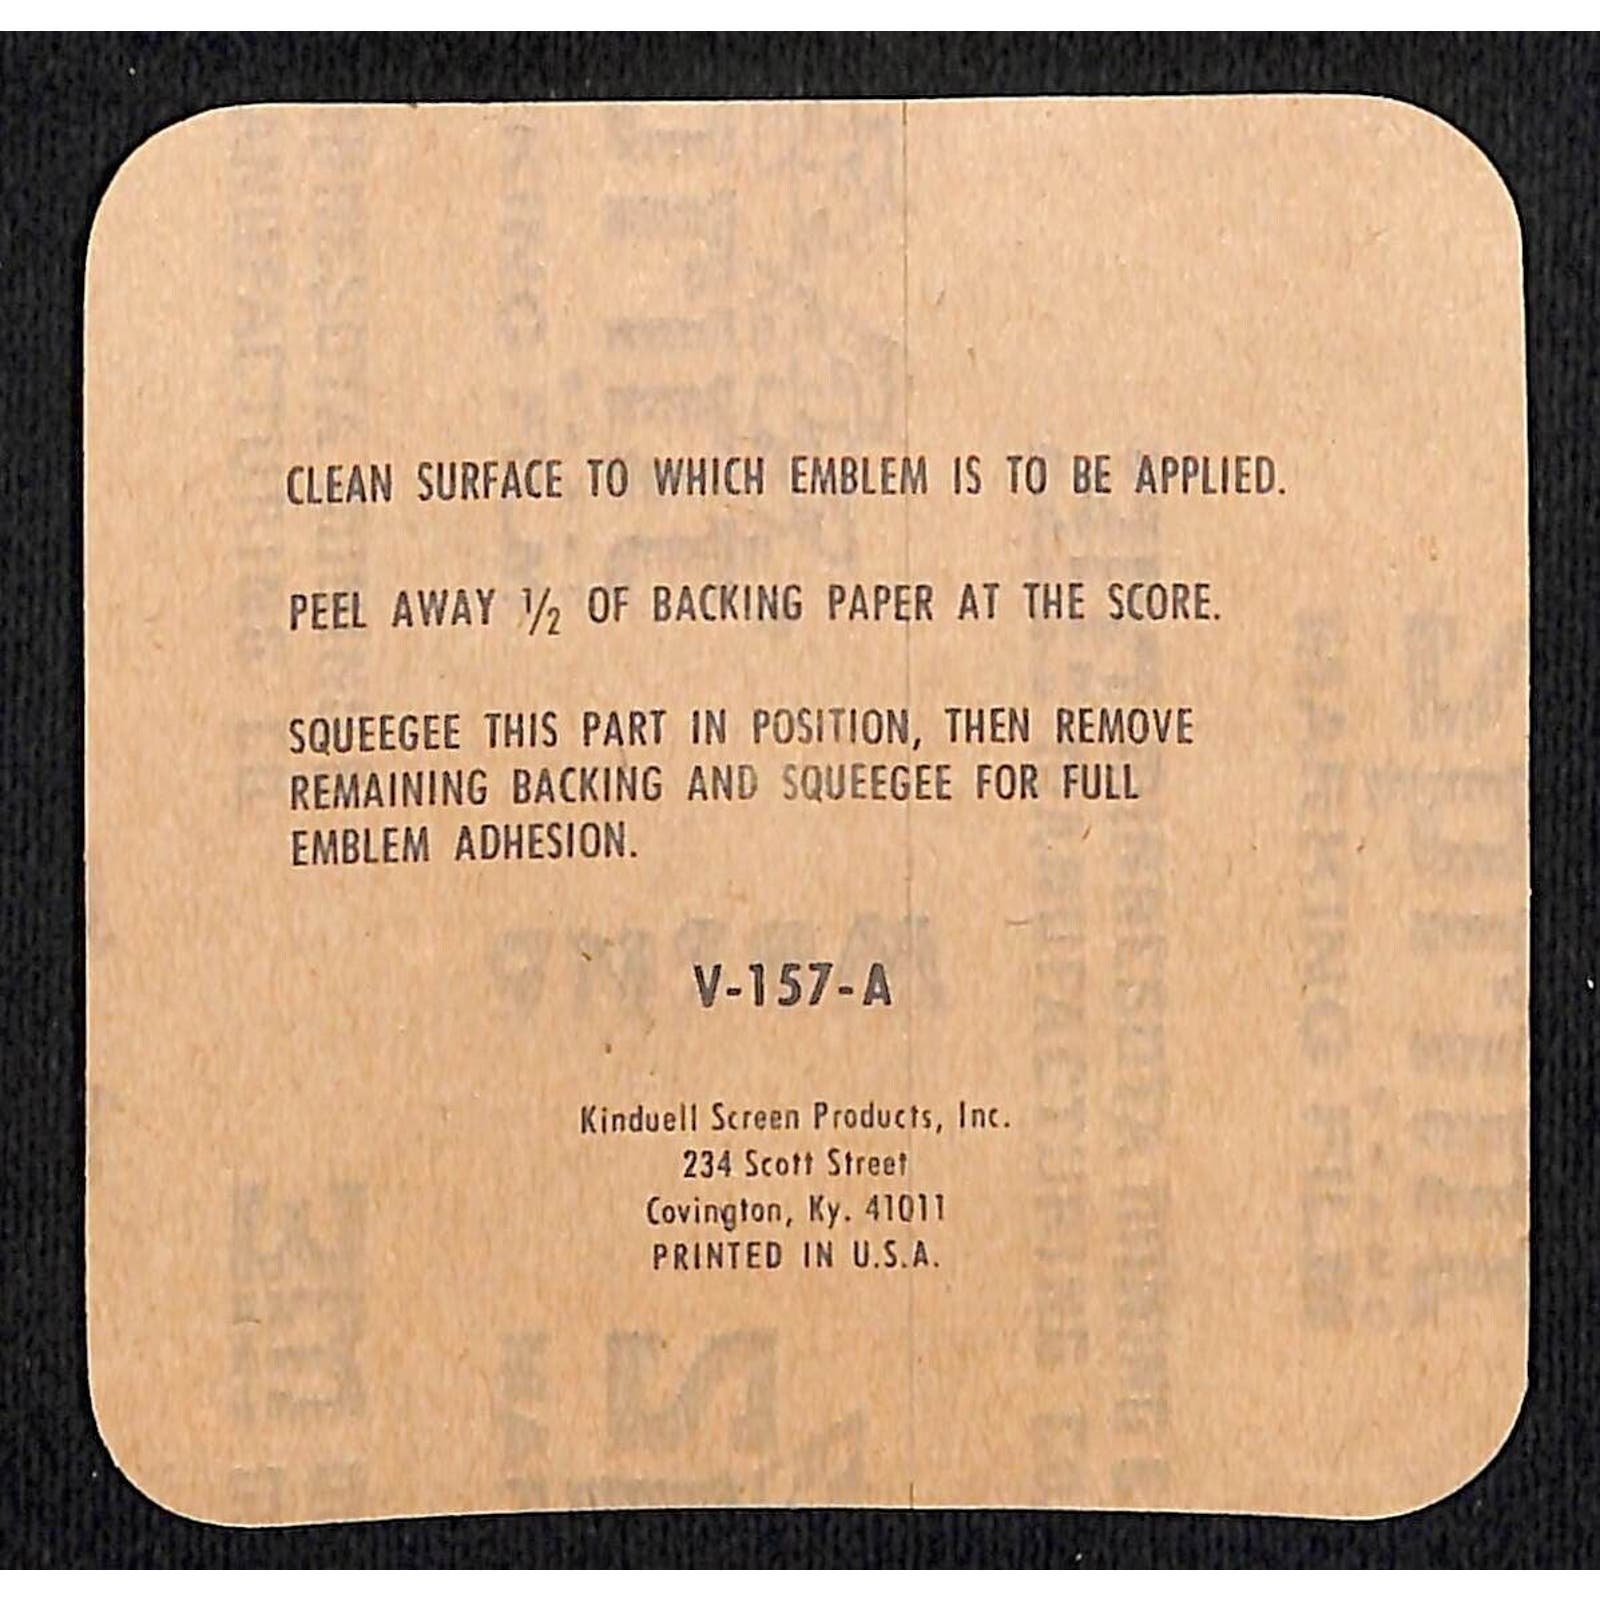 CLEAN SURFACE TO WHICH EMBLEM IS TO BE APPLIED.
PEEL AWAY ½ OF BACKING PAPER AT THE SCORE.
SQUEEGEE THIS PART IN POSITION, THEN REMOVE
REMAINING BACKING AND SQUEEGEE FOR FULL
EMBLEM ADHESION.
V-157-A
Kinduell Screen Products, Inc.
234 Scott Street
Covington, Ky. 41011
PRINTED IN U.S.A.